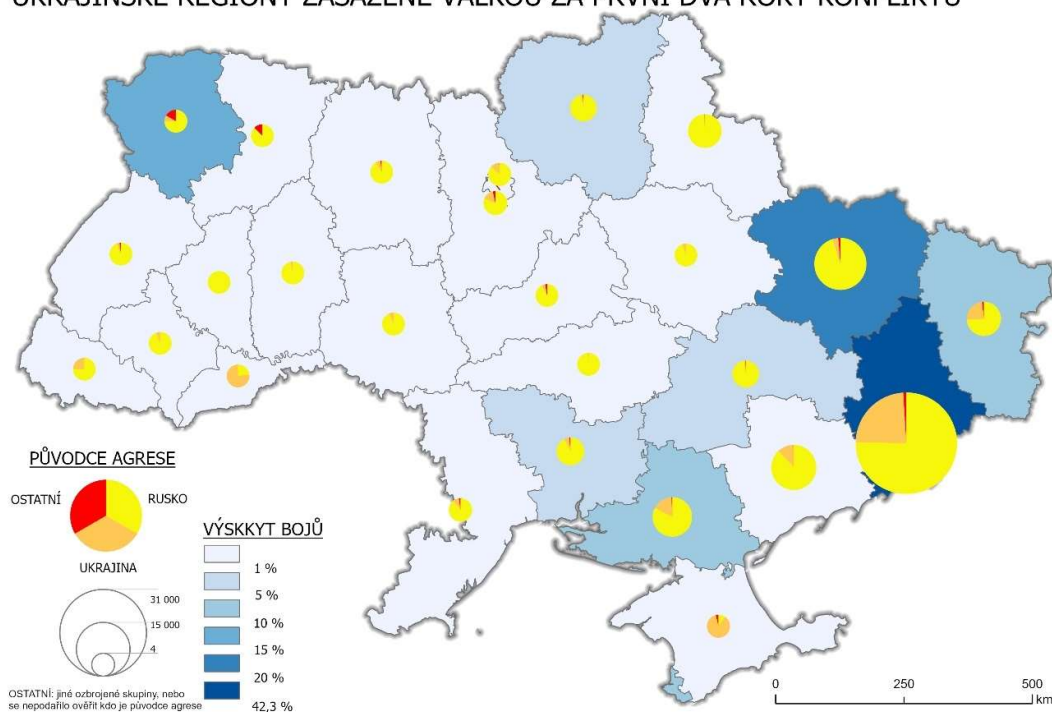 UKRAJINSKÉ REGIONY ZASAŽENÉ VÁLKOU ZA PRVNÍ DVA ROKY KONFLIKTU
PŮVODCE AGRESE
OSTATNÍ
RUSKO
UKRAJINA
31 000
15 000
4
OSTATNÍ: jiné ozbrojené skupiny, nebo
se nepodařilo ověřit kdo je původce agrese
VÝSKKYT BOJŮ
1 %
5 %
10 %
15 %
20 %
42,3 %
0 250 500
km